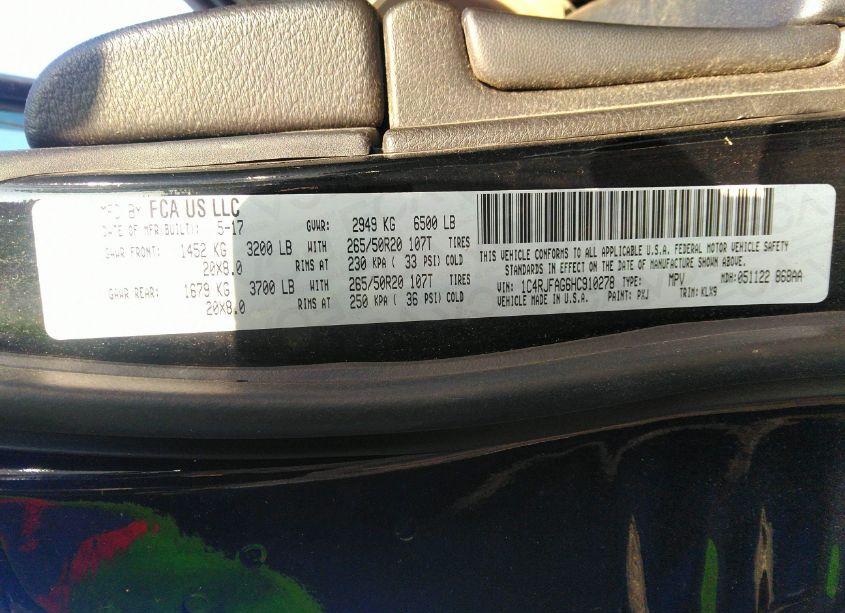 MFD BY FCA US LLC
DATE OF MFR.(BUILT): 5-17 GVWR: 2949 KG 6500 LB
GAWR FRONT: 1452 KG 3200 LB WITH 265/50R20 107T TIRES
20X8.0 RIMS AT 230 KPA ( 33 PSI) COLD
GAWR REAR: 1679 KG 3700 LB WITH 265/50R20 107T TIRES
20X8.0 RIMS AT 250 KPA ( 36 PSI) COLD
THIS VEHICLE CONFORMS TO ALL APPLICABLE U.S.A. FEDERAL MOTOR VEHICLE SAFETY
STANDARDS IN EFFECT ON THE DATE OF MANUFACTURE SHOWN ABOVE.
VIN: 1C4RJFAG6HC910278 TYPE: MPV MDH: 051122 868AA
VEHICLE MADE IN U.S.A. PAINT: PXJ TRIM: KLX9